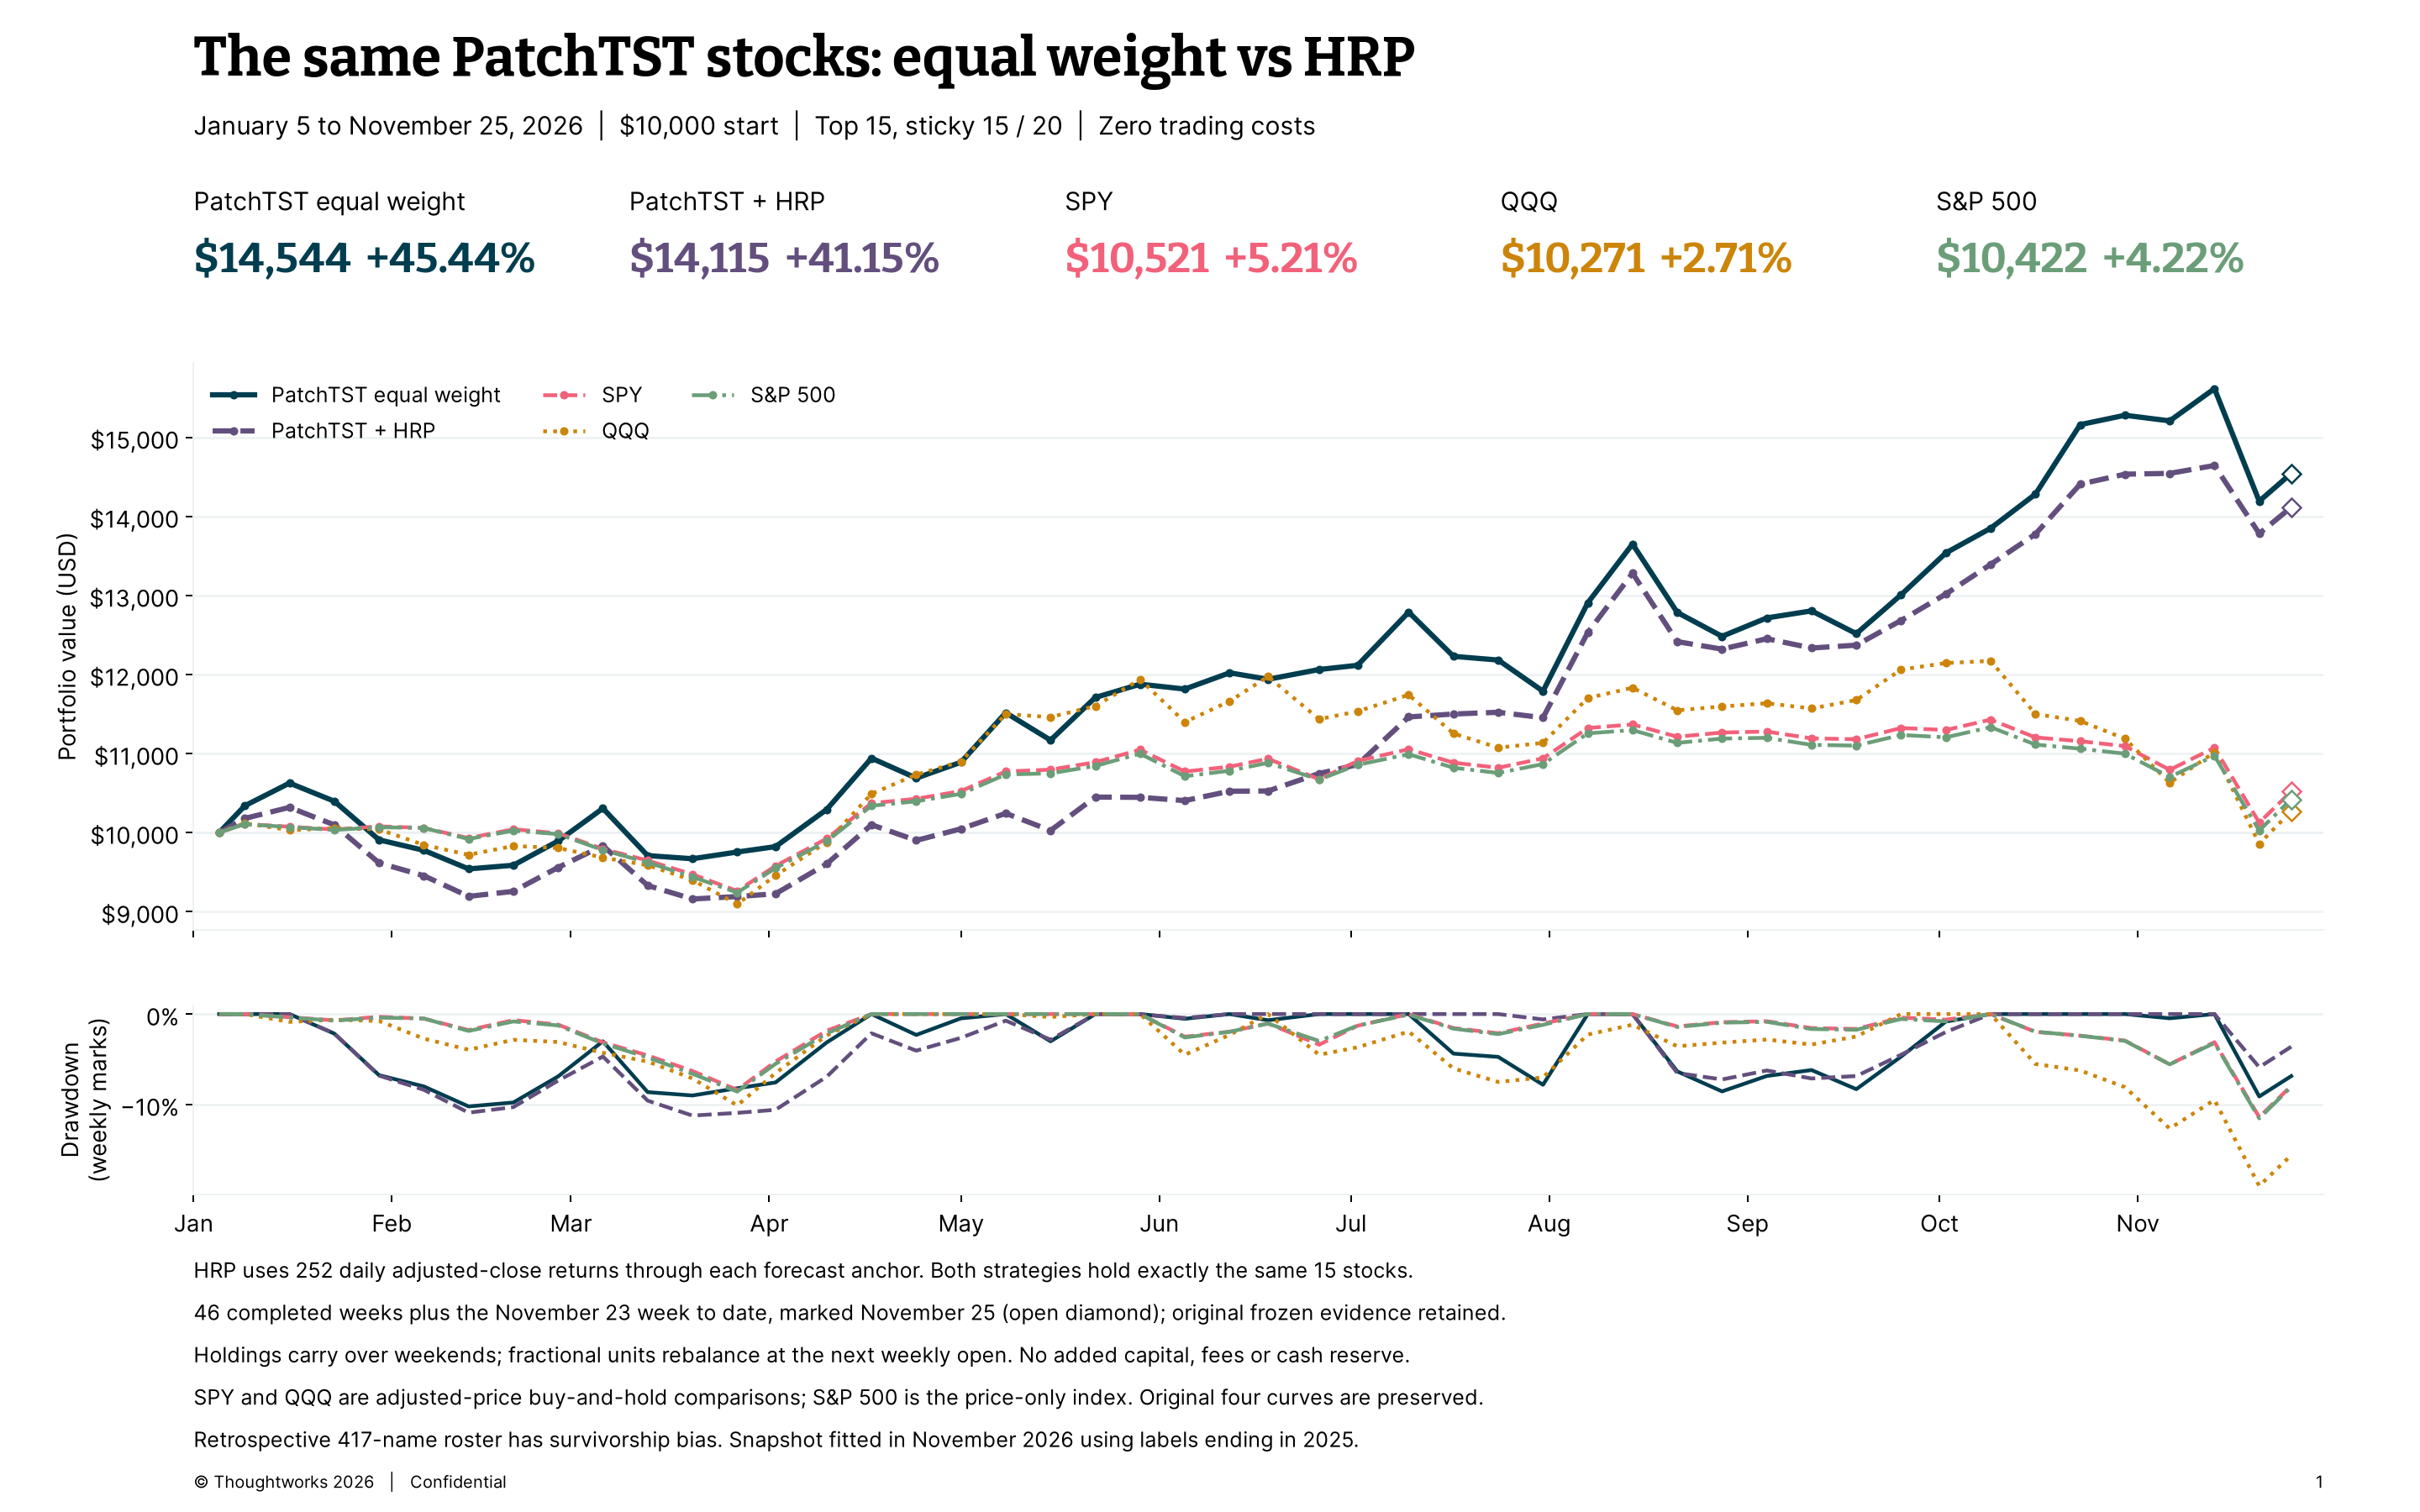 The same PatchTST stocks: equal weight vs HRP
January 5 to November 25, 2026 | $10,000 start | Top 15, sticky 15 / 20 | Zero trading costs
PatchTST equal weight
$14,544 +45.44%
PatchTST + HRP
$14,115 +41.15%
SPY
$10,521 +5.21%
QQQ
$10,271 +2.71%
S&P 500
$10,422 +4.22%
PatchTST equal weight
PatchTST + HRP
SPY
QQQ
S&P 500
Portfolio value (USD)
$15,000
$14,000
$13,000
$12,000
$11,000
$10,000
$9,000
Drawdown
(weekly marks)
0%
−10%
Jan Feb Mar Apr May Jun Jul Aug Sep Oct Nov
HRP uses 252 daily adjusted-close returns through each forecast anchor. Both strategies hold exactly the same 15 stocks.
46 completed weeks plus the November 23 week to date, marked November 25 (open diamond); original frozen evidence retained.
Holdings carry over weekends; fractional units rebalance at the next weekly open. No added capital, fees or cash reserve.
SPY and QQQ are adjusted-price buy-and-hold comparisons; S&P 500 is the price-only index. Original four curves are preserved.
Retrospective 417-name roster has survivorship bias. Snapshot fitted in November 2026 using labels ending in 2025.
© Thoughtworks 2026 | Confidential
1